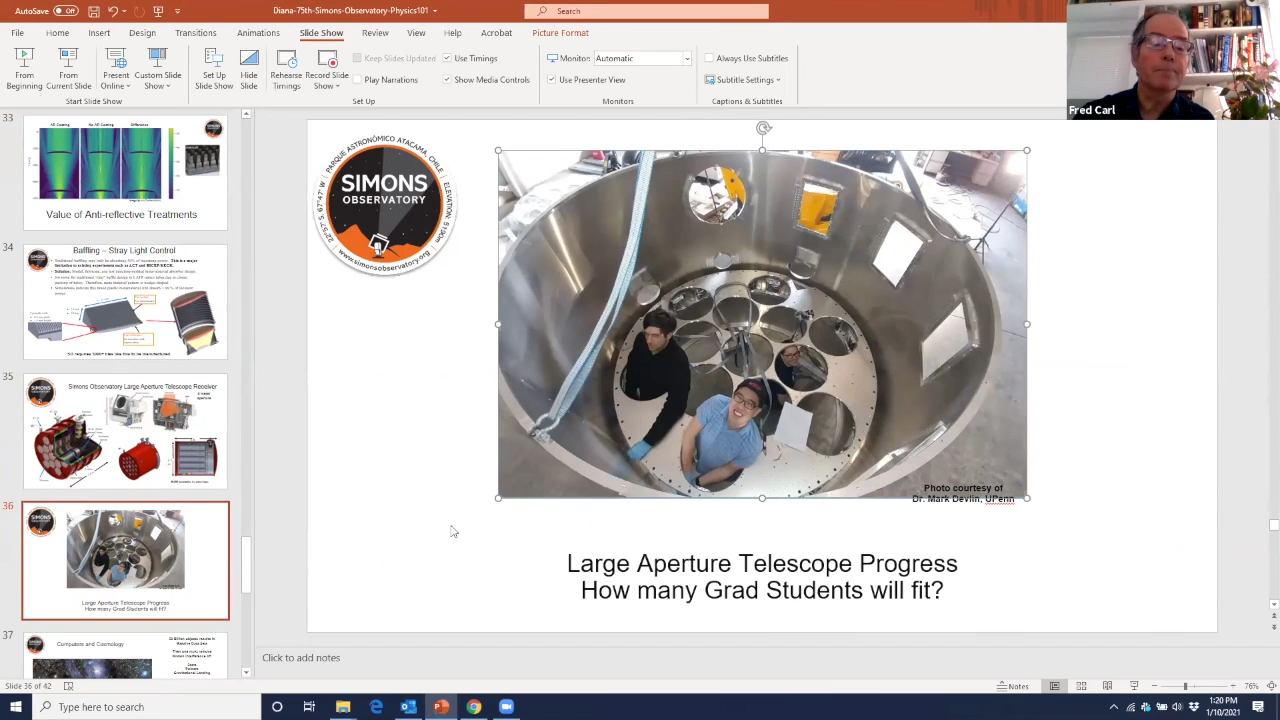 AutoSave Off
Diana-75th-Simons-Physics101
Search
File Home Insert Design Transitions Animations Slide Show Review View Help Acrobat Picture Format
From Beginning
From Current Slide
Present Online
Custom Slide Show
Start Slide Show
Set Up Slide Show
Hide Slide
Rehearse Timings
Record Slide Show
Keep Slides Updated
Play Narrations
Use Timings
Show Media Controls
Set Up
Monitor: Automatic
Use Presenter View
Monitors
Always Use Subtitles
Subtitle Settings
Captions & Subtitles
Fred Carl
33
AR Coating No AR Coating Difference
Value of Anti-reflective Treatments
34
Baffling – Stray Light Control
35
Simons Observatory Large Aperture Telescope Receiver
36
Large Aperture Telescope Progress
How many Grad Students will fit?
37
Computers and Cosmology
PARQUE ASTRONÓMICO ATACAMA, CHILE
SIMONS
OBSERVATORY
www.simonsobservatory.org
Photo courtesy of
Dr. Mark Devlin, UPenn
Large Aperture Telescope Progress
How many Grad Students will fit?
Click to add notes
Slide 36 of 42
Notes
76%
Type here to search
1:20 PM
1/10/2021